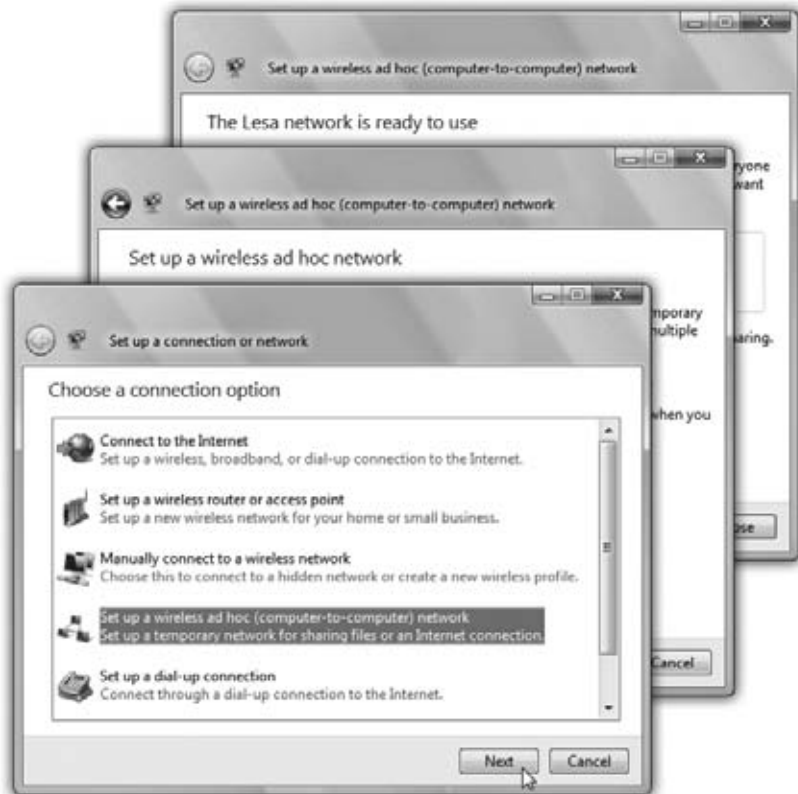 Set up a wireless ad hoc (computer-to-computer) network
The Lesa network is ready to use
want
Set up a wireless ad hoc (computer-to-computer) network
Set up a wireless ad hoc network
multiple
when you
Set up a connection or network
Choose a connection option
Connect to the Internet
Set up a wireless, broadband, or dial-up connection to the Internet.
Set up a wireless router or access point
Set up a new wireless network for your home or small business.
Manually connect to a wireless network
Choose this to connect to a hidden network or create a new wireless profile.
Set up a wireless ad hoc (computer-to-computer) network
Set up a temporary network for sharing files or an Internet connection.
Set up a dial-up connection
Connect through a dial-up connection to the Internet.
Cancel
Next
Cancel